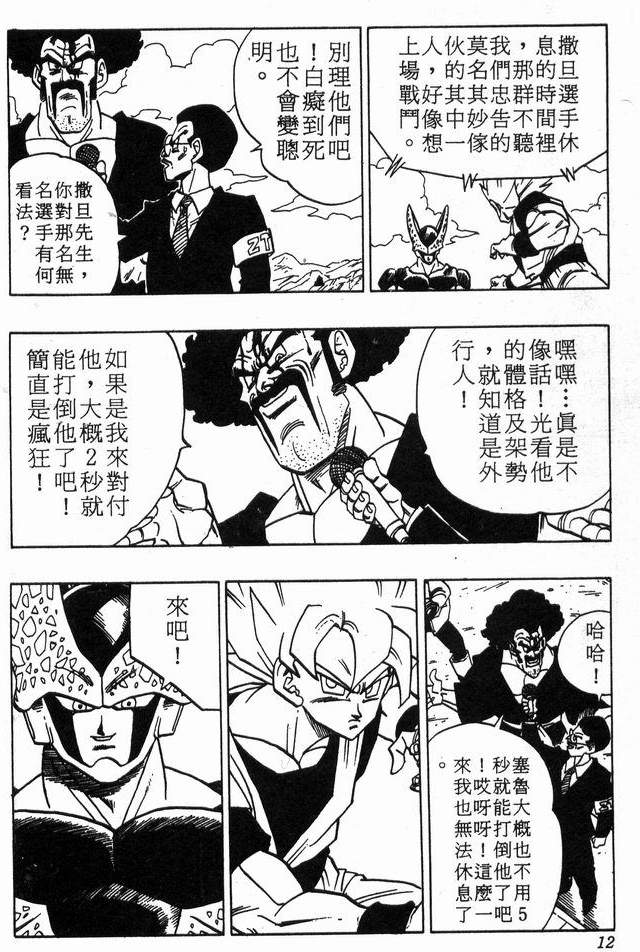 撒旦選手休
息的時間裡
，那群不聽
我們忠告的
莫名其妙傢
伙的其中一
人，好像想
上場戰鬥。
別理他們吧
！白癡到死
也不會變聰
明。
撒旦先生，
你對那名無
名選手有何
看法？
ZT
嘿嘿…眞是不
像話！光看他
的體格及架勢
，就知道是外
行人！
如果是我來對付
他，大概2秒就
能打倒他了吧！
簡直是瘋狂！
哈哈！
塞魯大概也不用5
秒就能打倒他了吧
！哎呀呀！這麼一
來我也無法休息了
。
來吧！
12